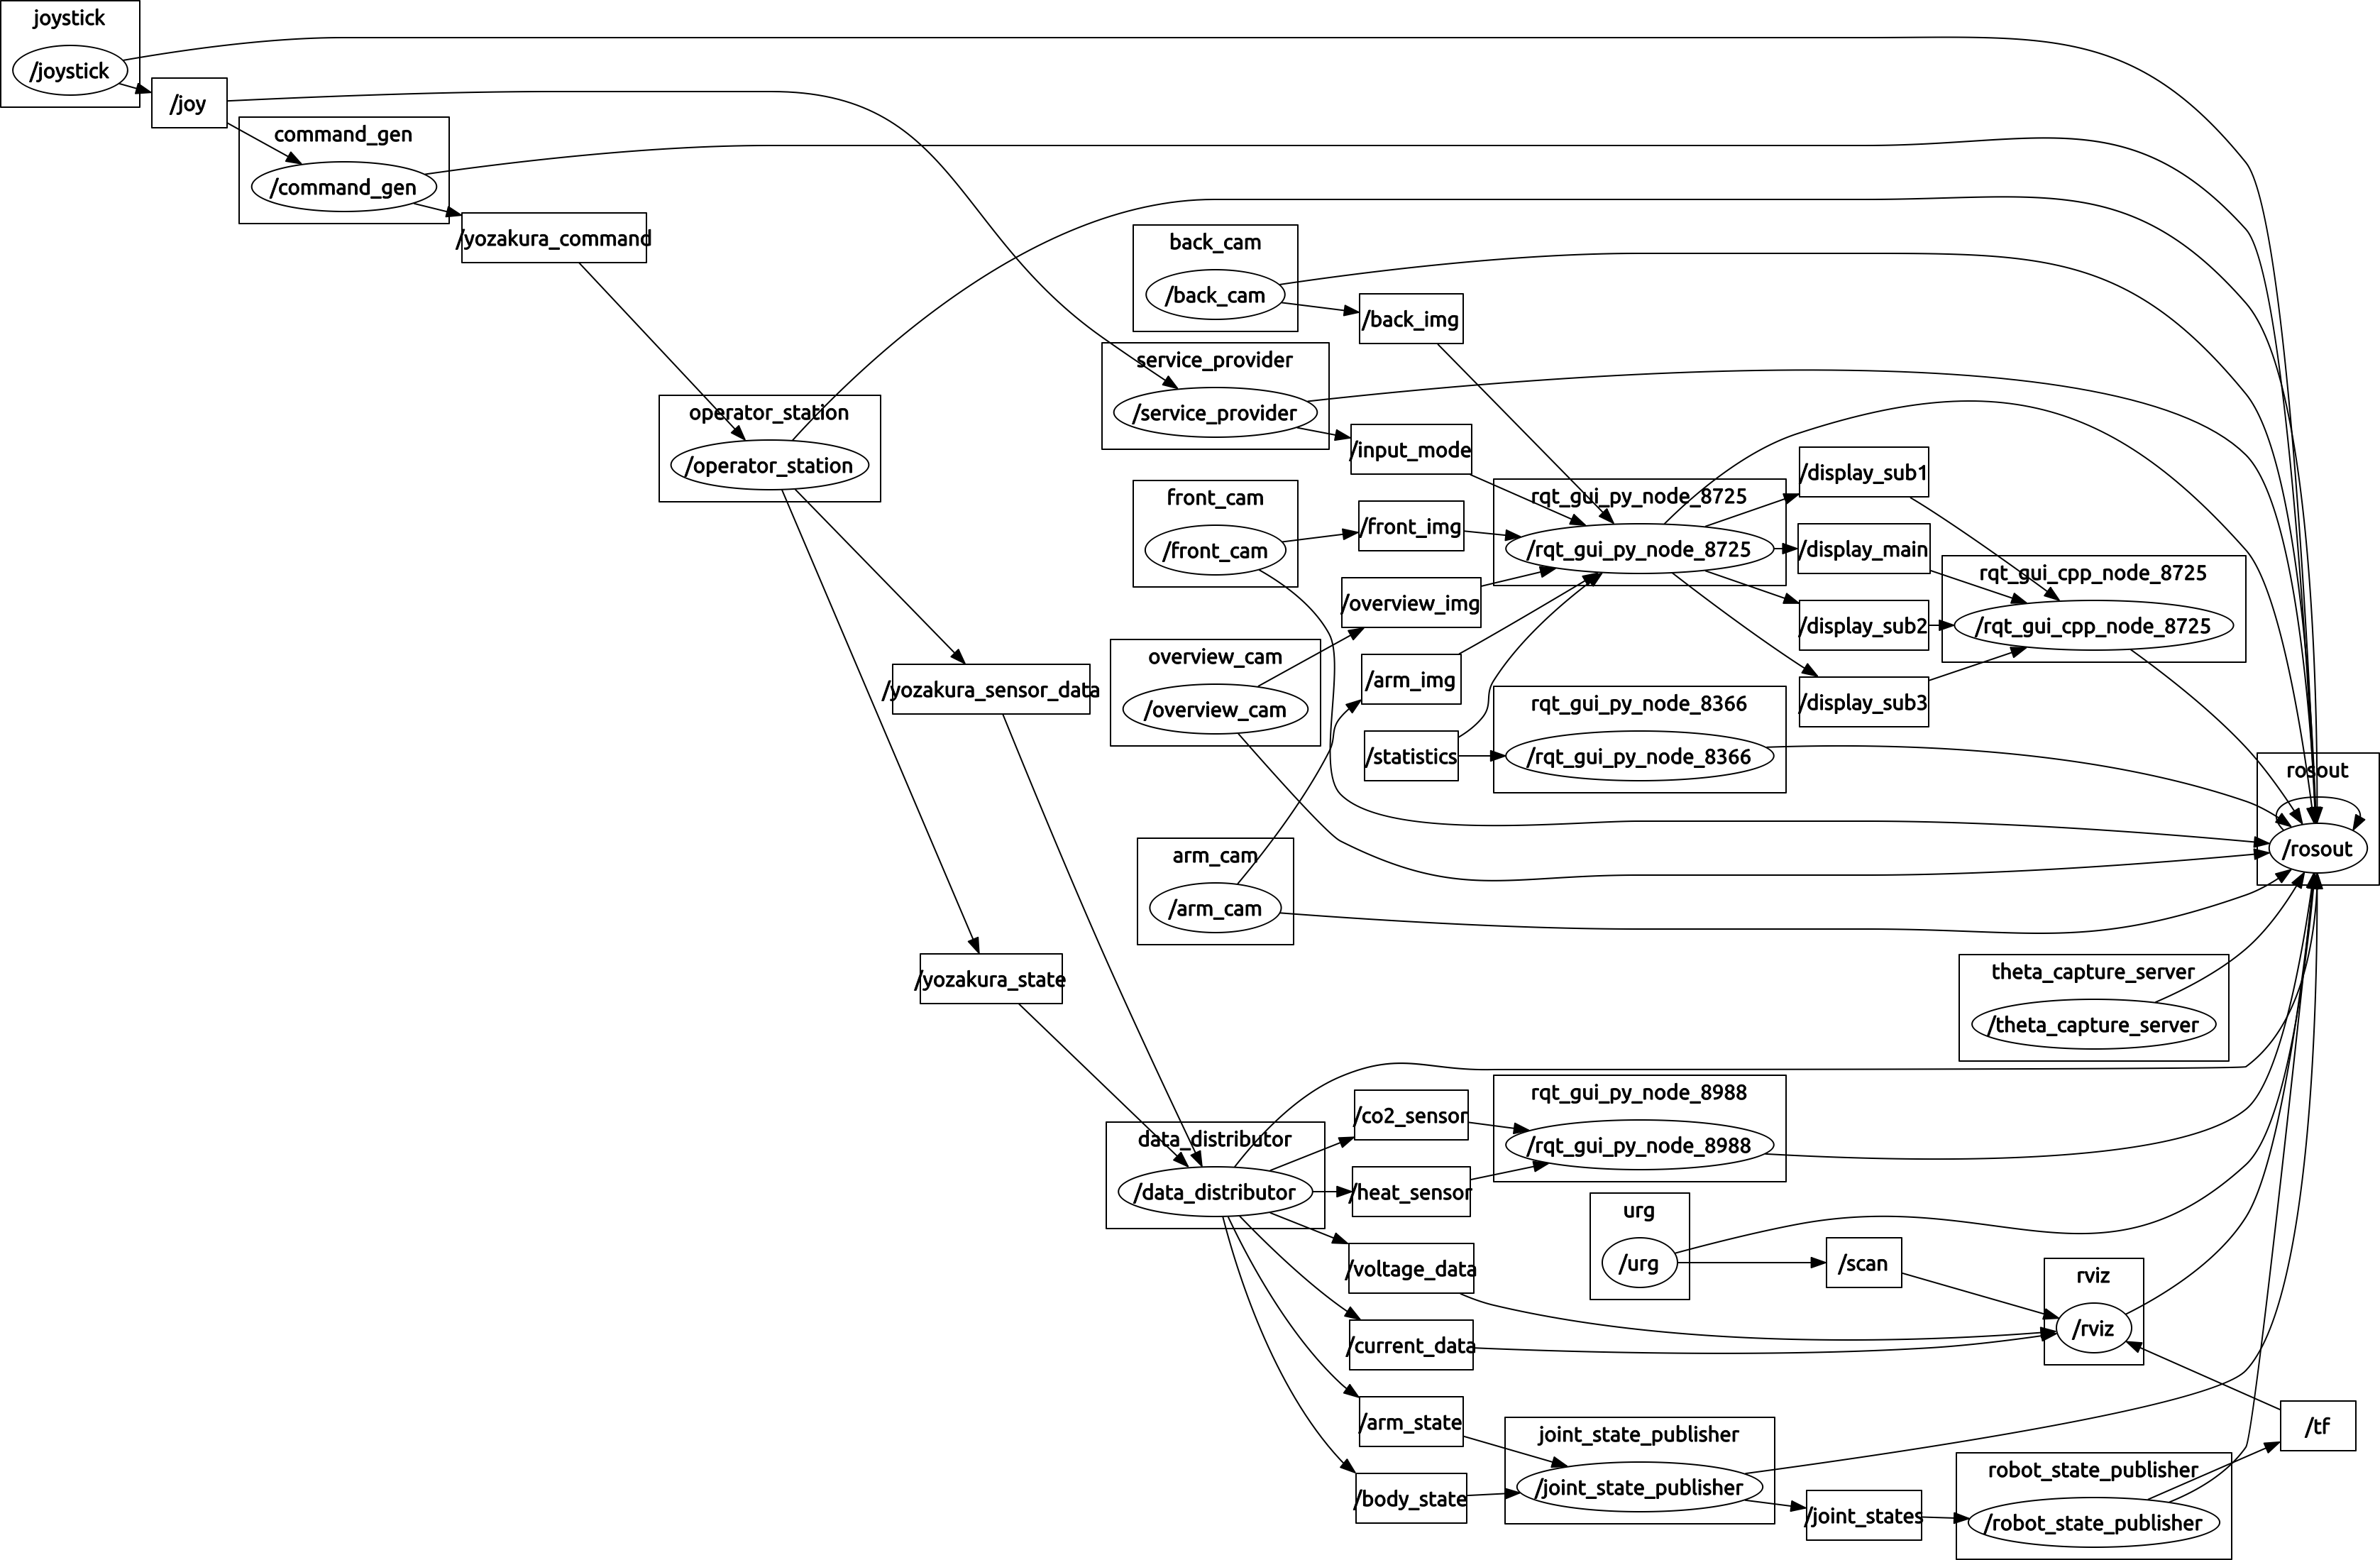 joystick
/joystick
/joy
command_gen
/command_gen
/yozakura_command
back_cam
/back_cam
/back_img
service_provider
/service_provider
operator_station
/operator_station
/input_mode
front_cam
/front_cam
/front_img
rqt_gui_py_node_8725
/rqt_gui_py_node_8725
/display_sub1
/display_main
rqt_gui_cpp_node_8725
/rqt_gui_cpp_node_8725
/display_sub2
/display_sub3
/overview_img
overview_cam
/overview_cam
/yozakura_sensor_data
/arm_img
rqt_gui_py_node_8366
/rqt_gui_py_node_8366
/statistics
rosout
/rosout
arm_cam
/arm_cam
/yozakura_state
theta_capture_server
/theta_capture_server
data_distributor
/data_distributor
/co2_sensor
rqt_gui_py_node_8988
/rqt_gui_py_node_8988
/heat_sensor
urg
/urg
/scan
/voltage_data
rviz
/rviz
/current_data
/arm_state
/tf
joint_state_publisher
/joint_state_publisher
/body_state
/joint_states
robot_state_publisher
/robot_state_publisher